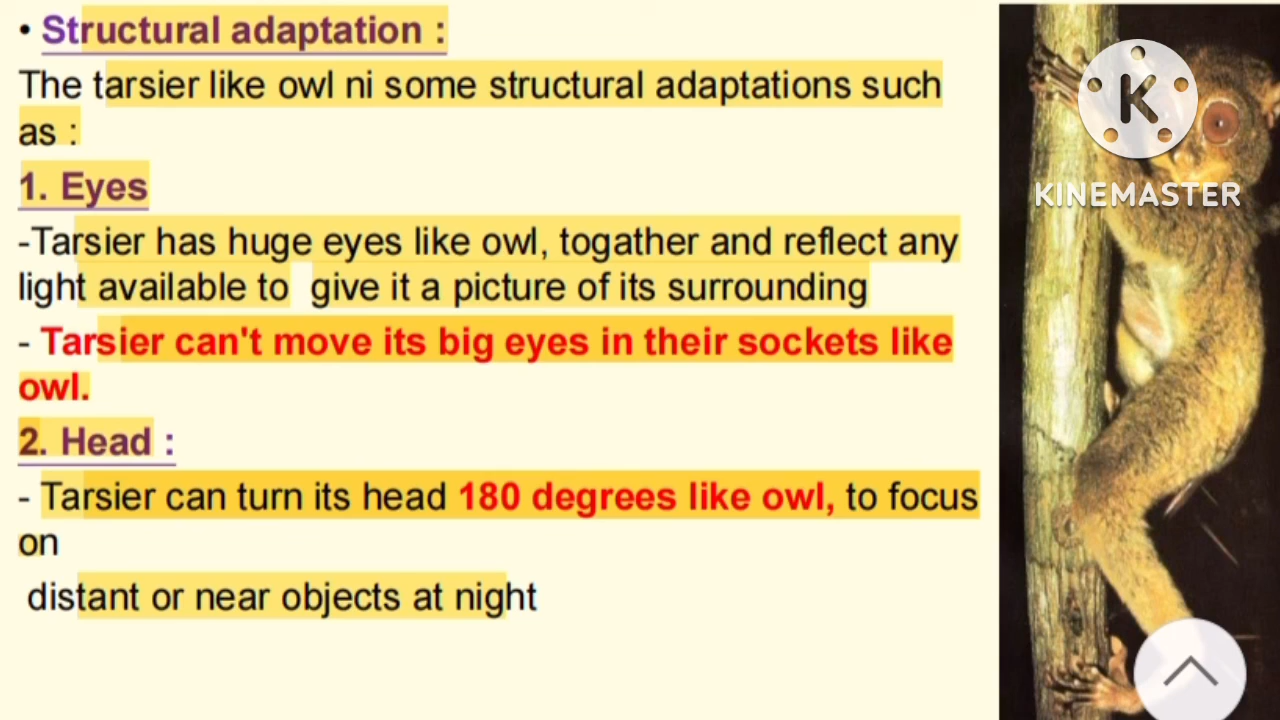 • Structural adaptation :
The tarsier like owl ni some structural adaptations such
as :
1. Eyes
-Tarsier has huge eyes like owl, togather and reflect any
light available to give it a picture of its surrounding
- Tarsier can't move its big eyes in their sockets like
owl.
2. Head :
- Tarsier can turn its head 180 degrees like owl, to focus
on
distant or near objects at night
K
KINEMASTER